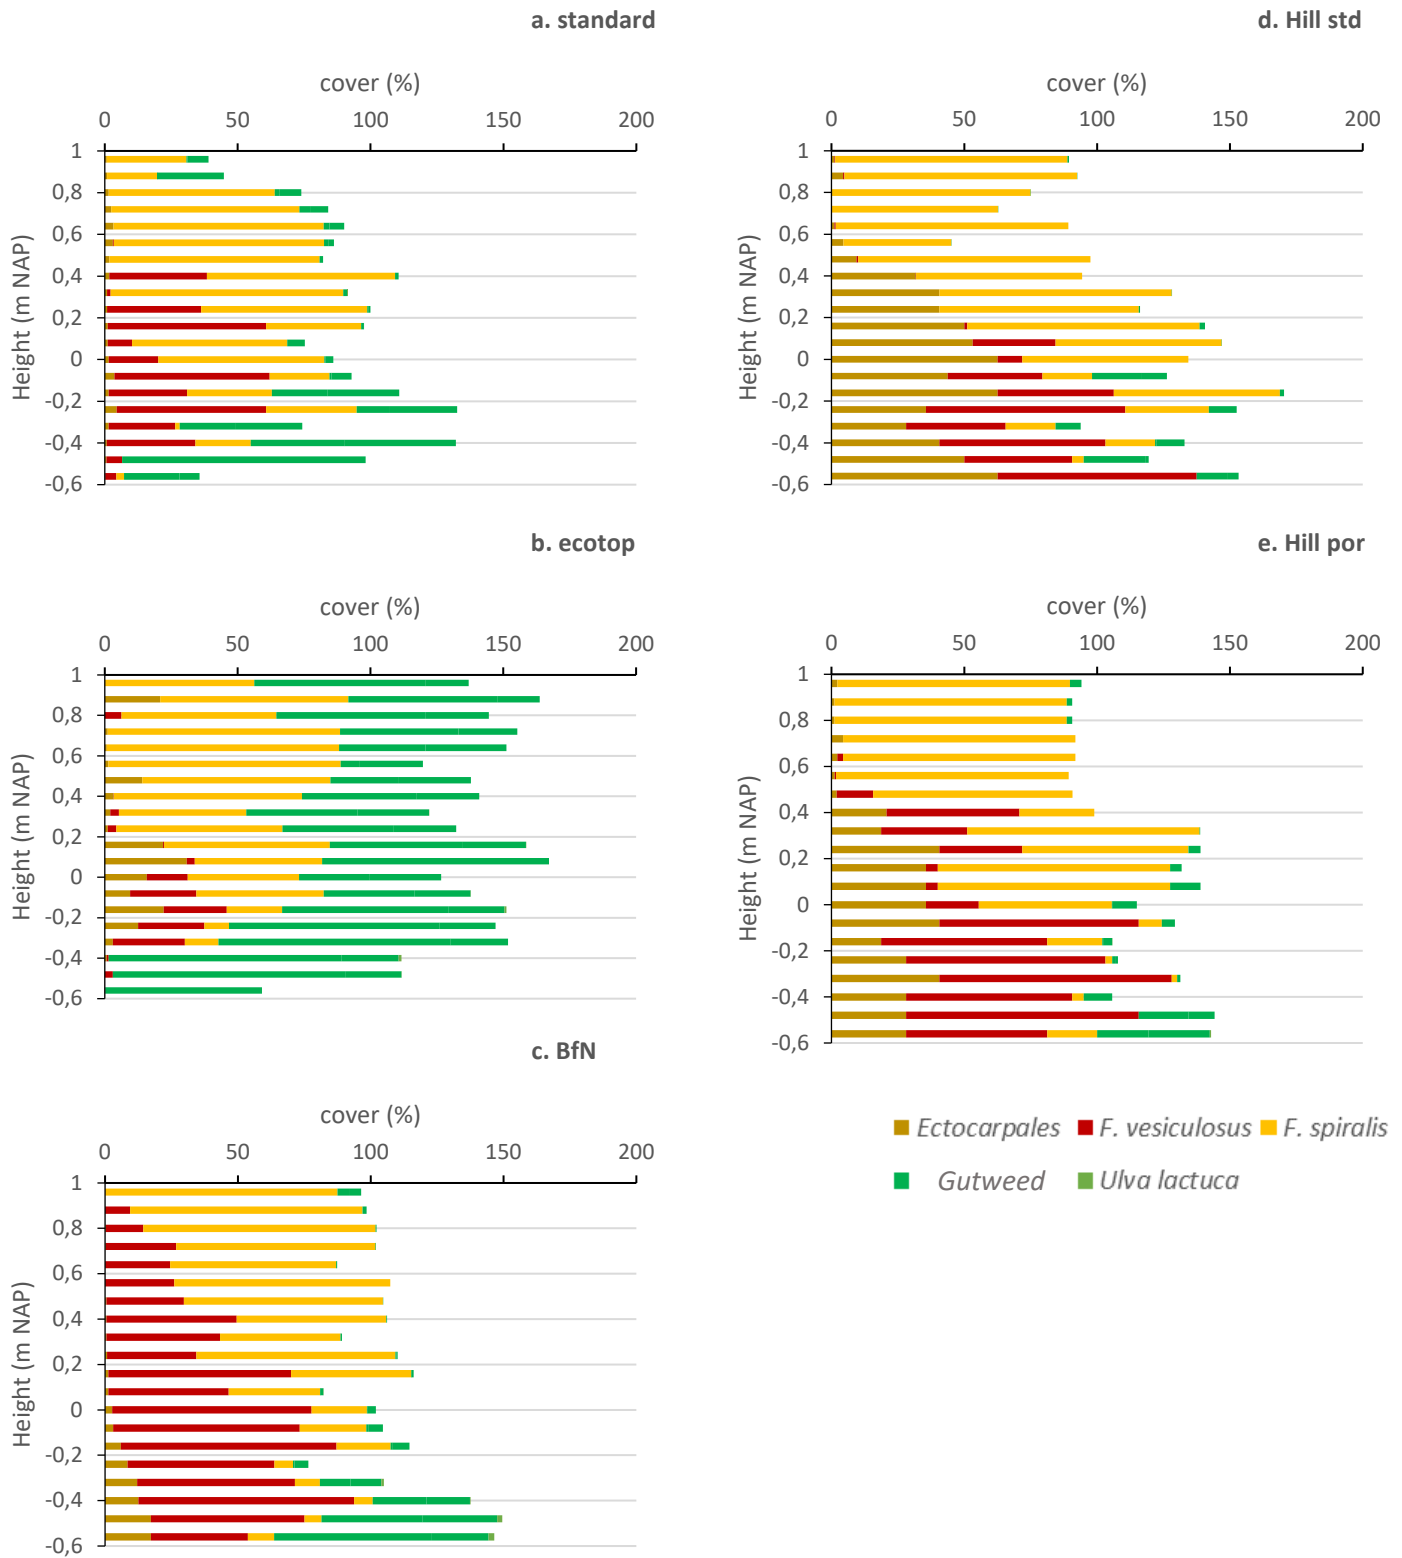 a. standard
cover (%)
0 50 100 150 200
Height (m NAP)
1
0,8
0,6
0,4
0,2
0
-0,2
-0,4
-0,6
b. ecotop
cover (%)
0 50 100 150 200
Height (m NAP)
1
0,8
0,6
0,4
0,2
0
-0,2
-0,4
-0,6
c. BfN
cover (%)
0 50 100 150 200
Height (m NAP)
1
0,8
0,6
0,4
0,2
0
-0,2
-0,4
-0,6
d. Hill std
cover (%)
0 50 100 150 200
Height (m NAP)
1
0,8
0,6
0,4
0,2
0
-0,2
-0,4
-0,6
e. Hill por
cover (%)
0 50 100 150 200
Height (m NAP)
1
0,8
0,6
0,4
0,2
0
-0,2
-0,4
-0,6
Ectocarpales F. vesiculosus F. spiralis
Gutweed Ulva lactuca